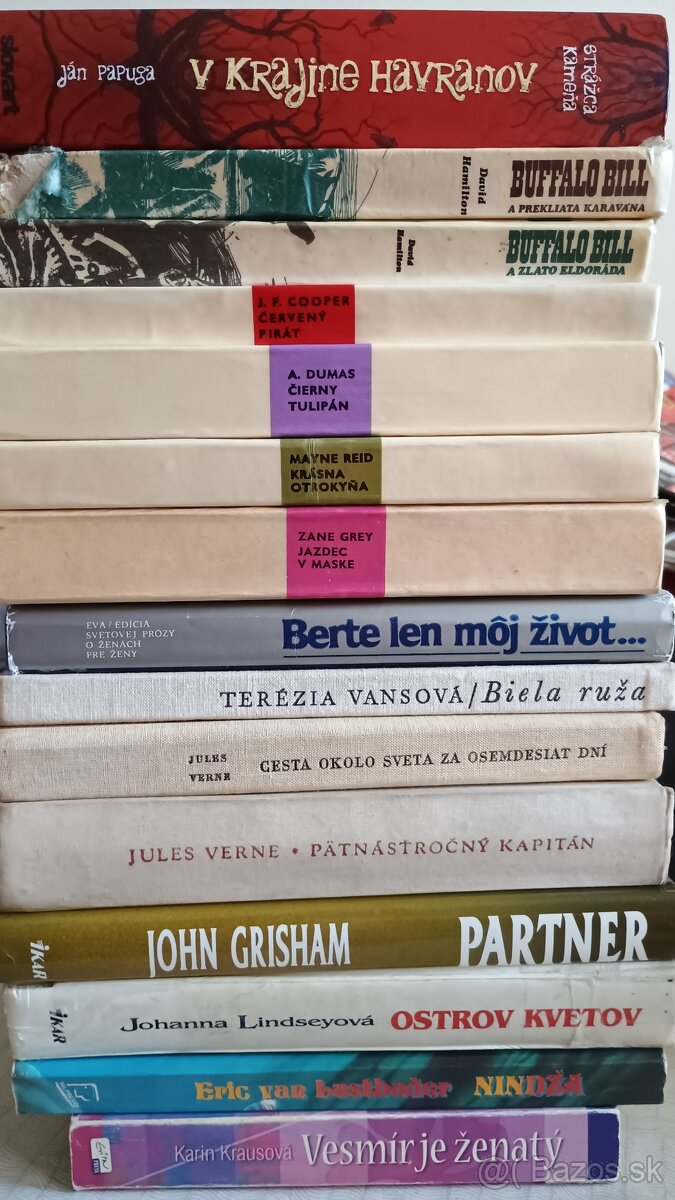 slovart
Ján Papuga
V KRAJINE HAVRANOV
STRÁŽCA
KAMEŇA
David
Hamilton
BUFFALO BILL
A PREKLIATA KARAVÁNA
David
Hamilton
BUFFALO BILL
A ZLATO ELDORÁDA
J. F. COOPER
ČERVENÝ
PIRÁT
A. DUMAS
ČIERNY
TULIPÁN
MAYNE REID
KRÁSNA
OTROKYŇA
ZANE GREY
JAZDEC
V MASKE
EVA/EDÍCIA
SVETOVEJ PRÓZY
O ŽENÁCH
PRE ŽENY
Berte len môj život...
TERÉZIA VANSOVÁ/Biela ruža
JULES
VERNE
CESTA OKOLO SVETA ZA OSEMDESIAT DNÍ
JULES VERNE • PÄTNÁSŤROČNÝ KAPITÁN
IKAR
JOHN GRISHAM
PARTNER
IKAR
Johanna Lindseyová
OSTROV KVETOV
Eric van Lustbader
NINDŽA
Karin Krausová
Vesmír je ženatý
Bazos.sk